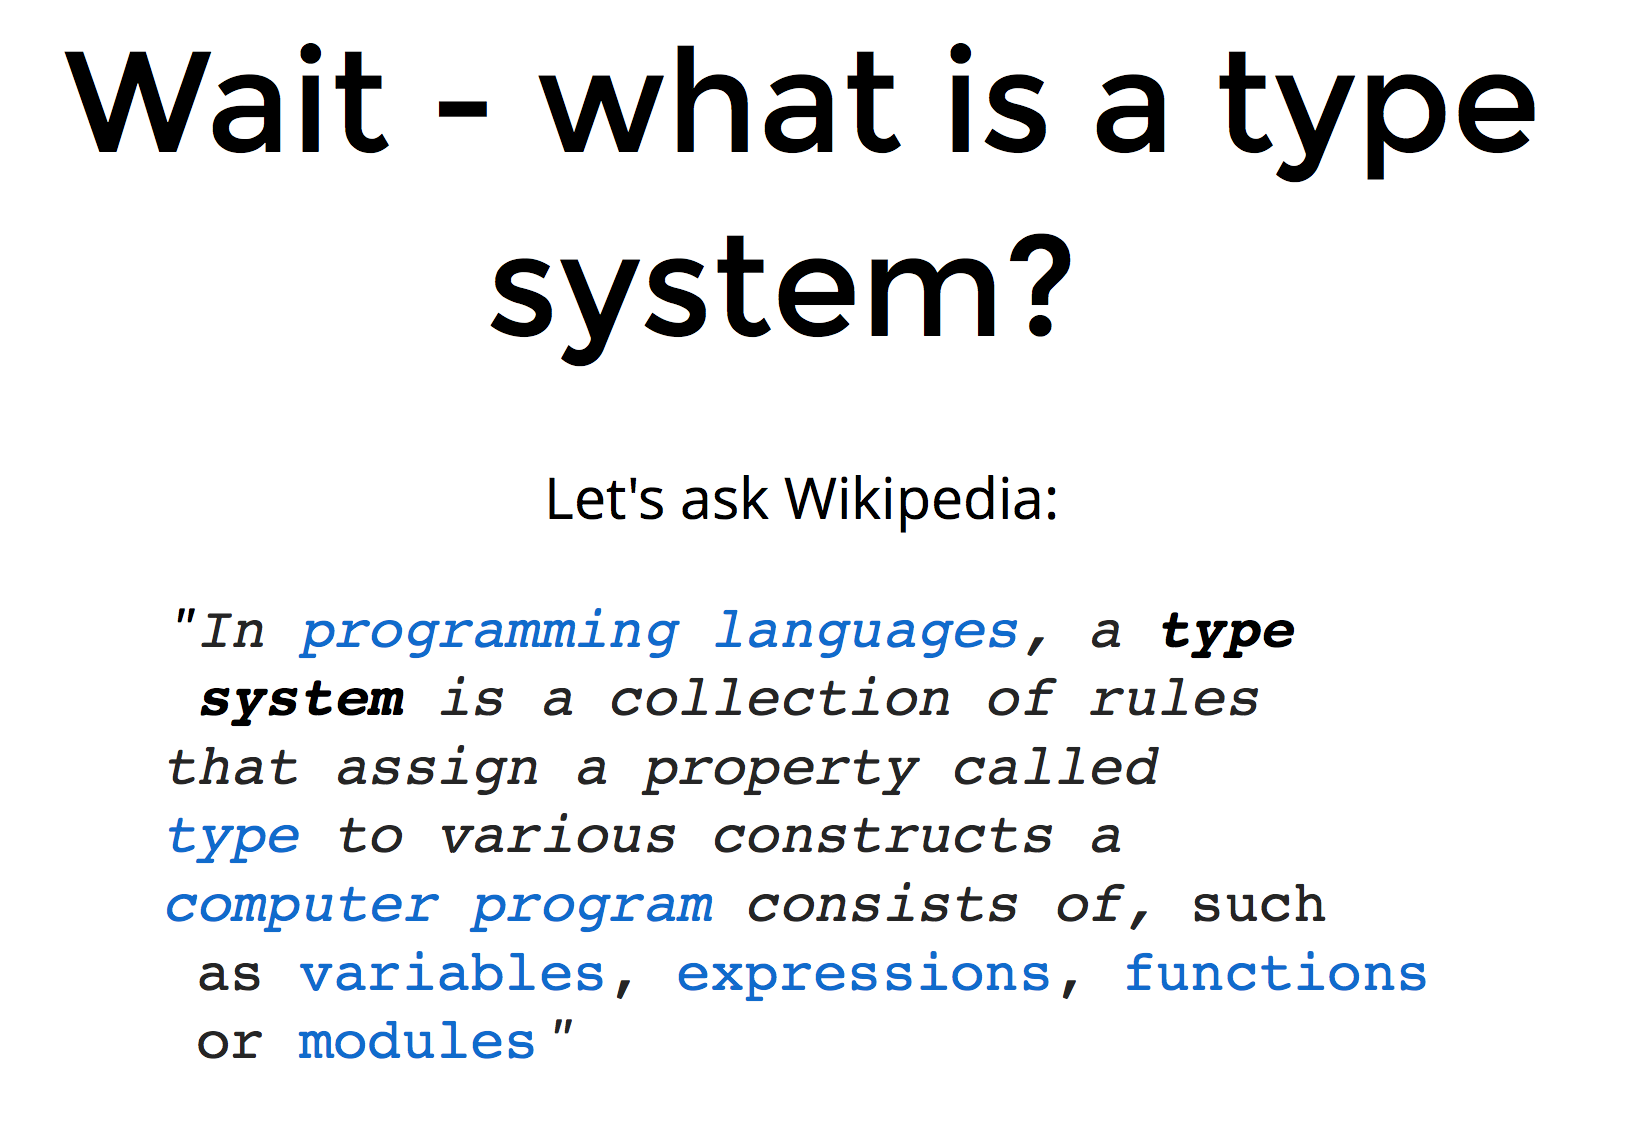 Wait - what is a type
system?
Let's ask Wikipedia:
"In programming languages, a type
system is a collection of rules
that assign a property called
type to various constructs a
computer program consists of, such
as variables, expressions, functions
or modules"